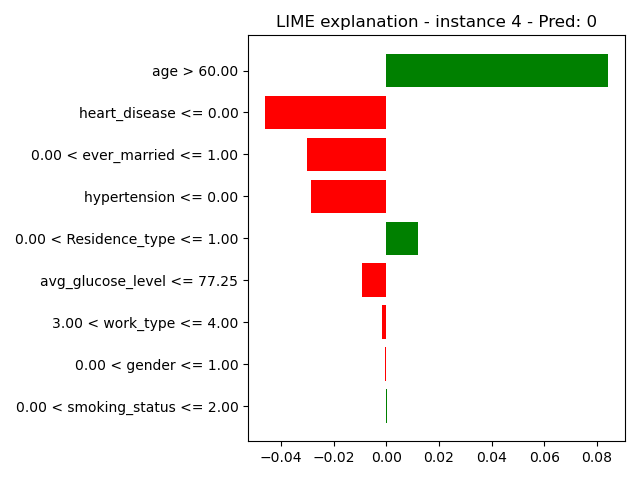 LIME explanation - instance 4 - Pred: 0
age > 60.00
heart_disease <= 0.00
0.00 < ever_married <= 1.00
hypertension <= 0.00
0.00 < Residence_type <= 1.00
avg_glucose_level <= 77.25
3.00 < work_type <= 4.00
0.00 < gender <= 1.00
0.00 < smoking_status <= 2.00
−0.04 −0.02 0.00 0.02 0.04 0.06 0.08